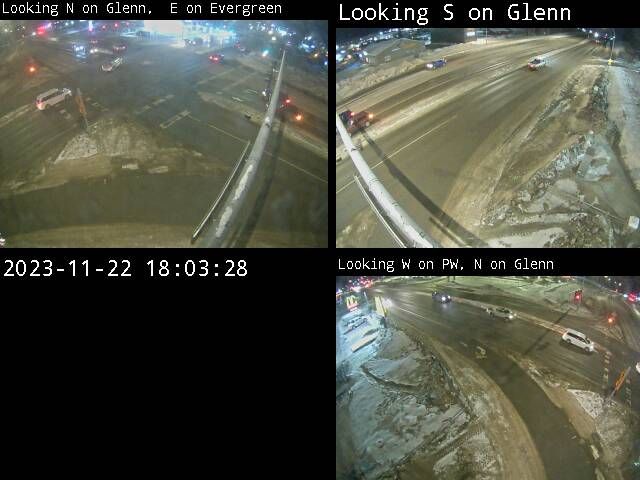 Looking N on Glenn, E on Evergreen
Looking S on Glenn
2023-11-22 18:03:28
Looking W on PW, N on Glenn